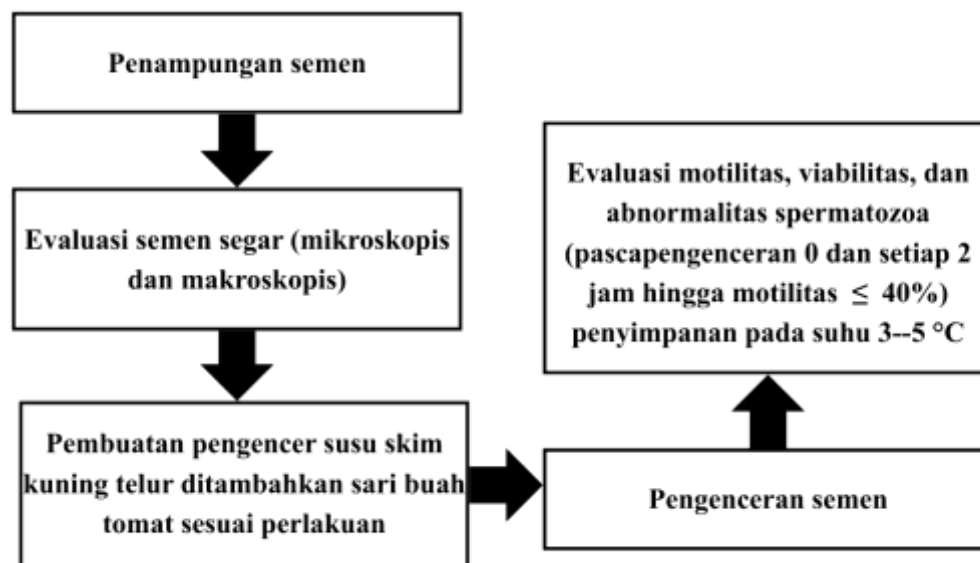 Penampungan semen
Evaluasi semen segar (mikroskopis
dan makroskopis)
Pembuatan pengencer susu skim
kuning telur ditambahkan sari buah
tomat sesuai perlakuan
Pengenceran semen
Evaluasi motilitas, viabilitas, dan
abnormalitas spermatozoa
(pascapengenceran 0 dan setiap 2
jam hingga motilitas ≤ 40%)
penyimpanan pada suhu 3--5 °C